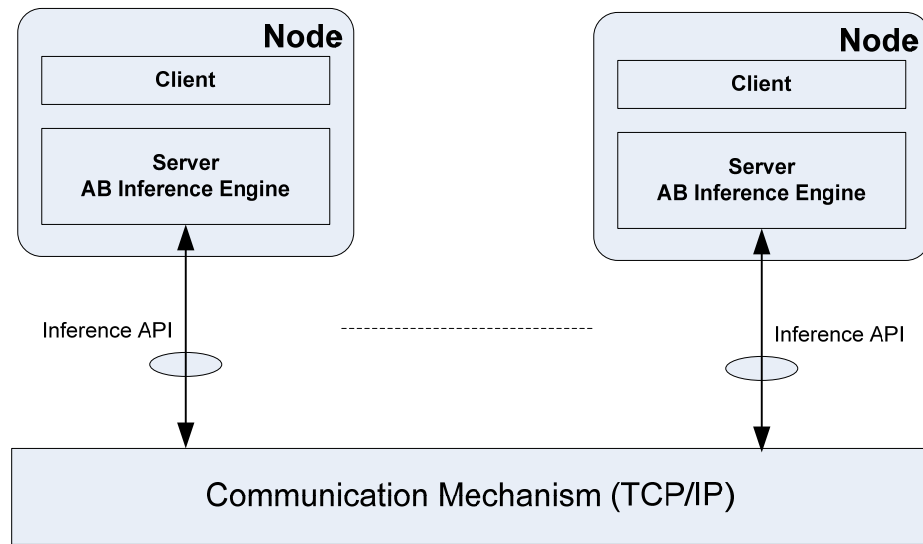 Node
Client
Server
AB Inference Engine
Inference API
Node
Client
Server
AB Inference Engine
Inference API
Communication Mechanism (TCP/IP)